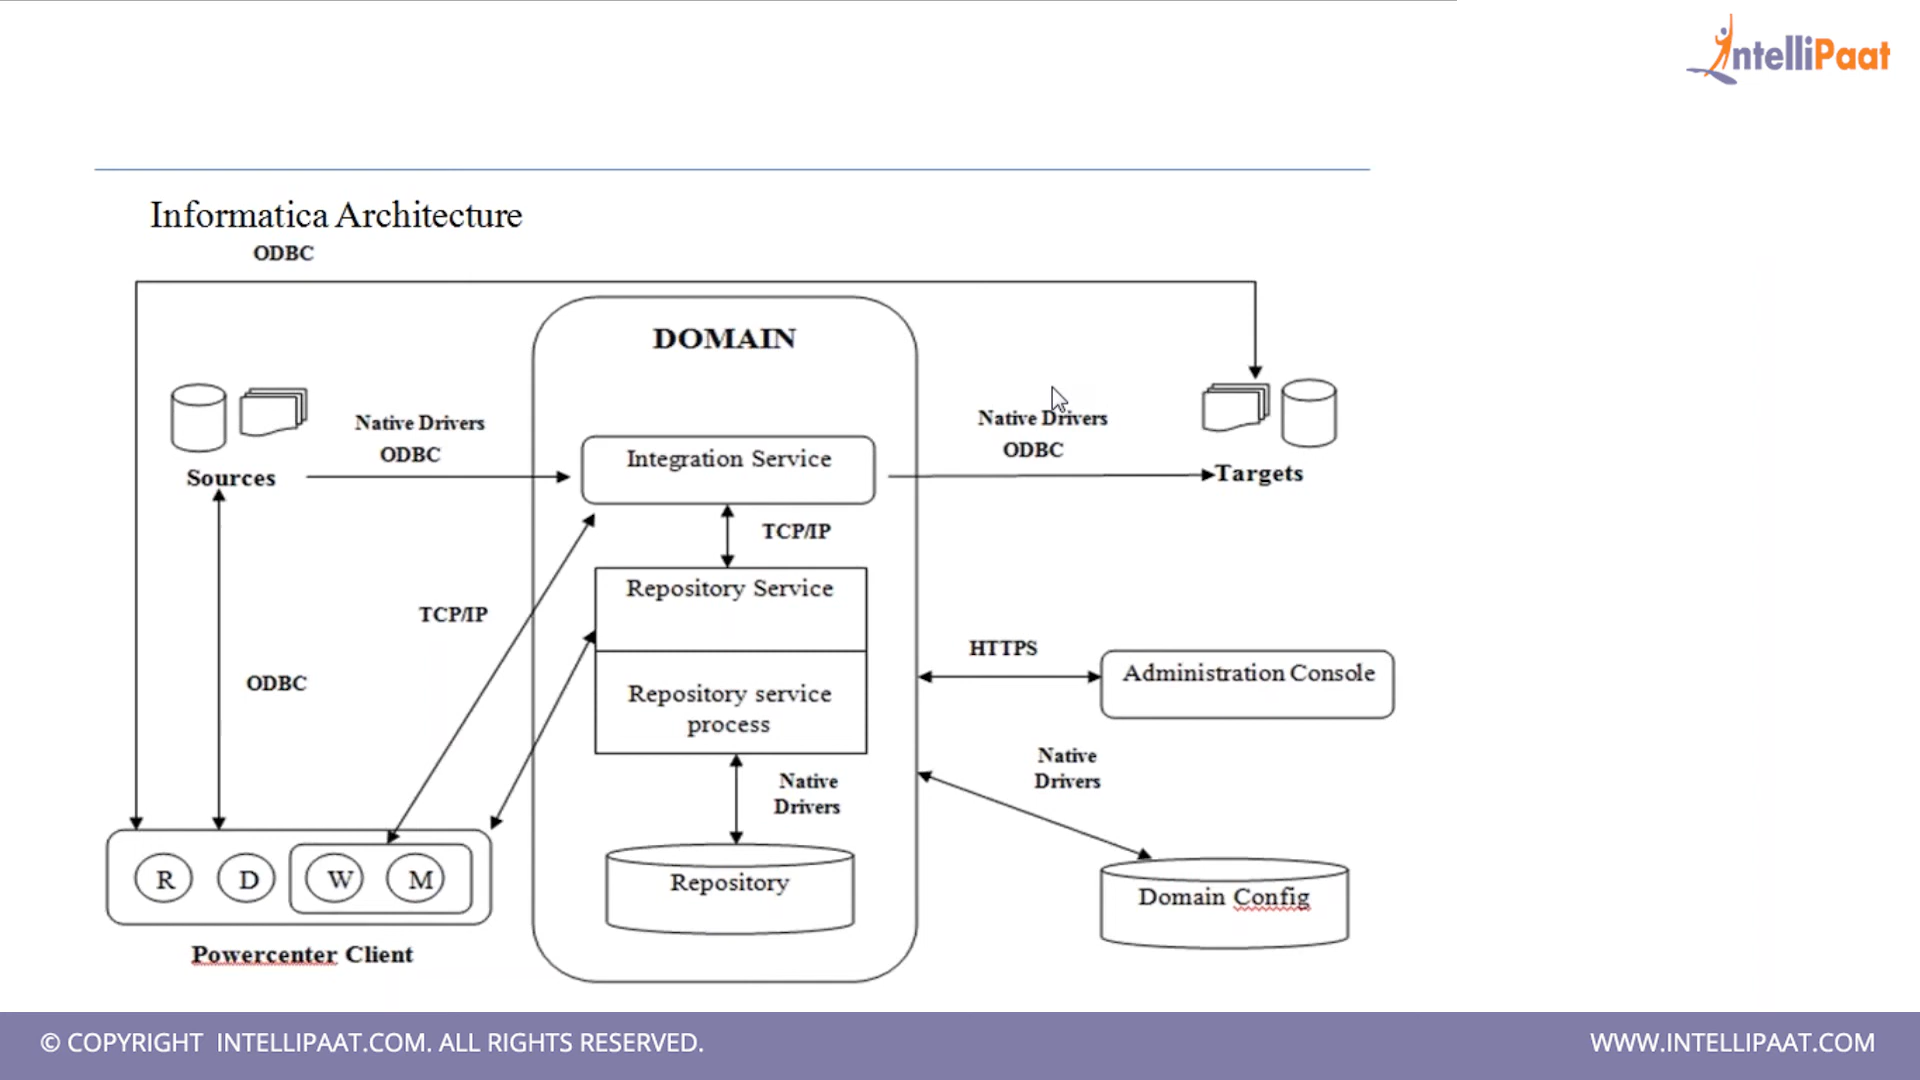 IntelliPaat
Informatica Architecture
ODBC
DOMAIN
Native Drivers
ODBC
Sources
Integration Service
Native Drivers
ODBC
Targets
TCP/IP
TCP/IP
Repository Service
Repository service
process
ODBC
HTTPS
Administration Console
Native
Drivers
Native
Drivers
R
D
W
M
Powercenter Client
Repository
Domain Config
© COPYRIGHT INTELLIPAAT.COM. ALL RIGHTS RESERVED.
WWW.INTELLIPAAT.COM